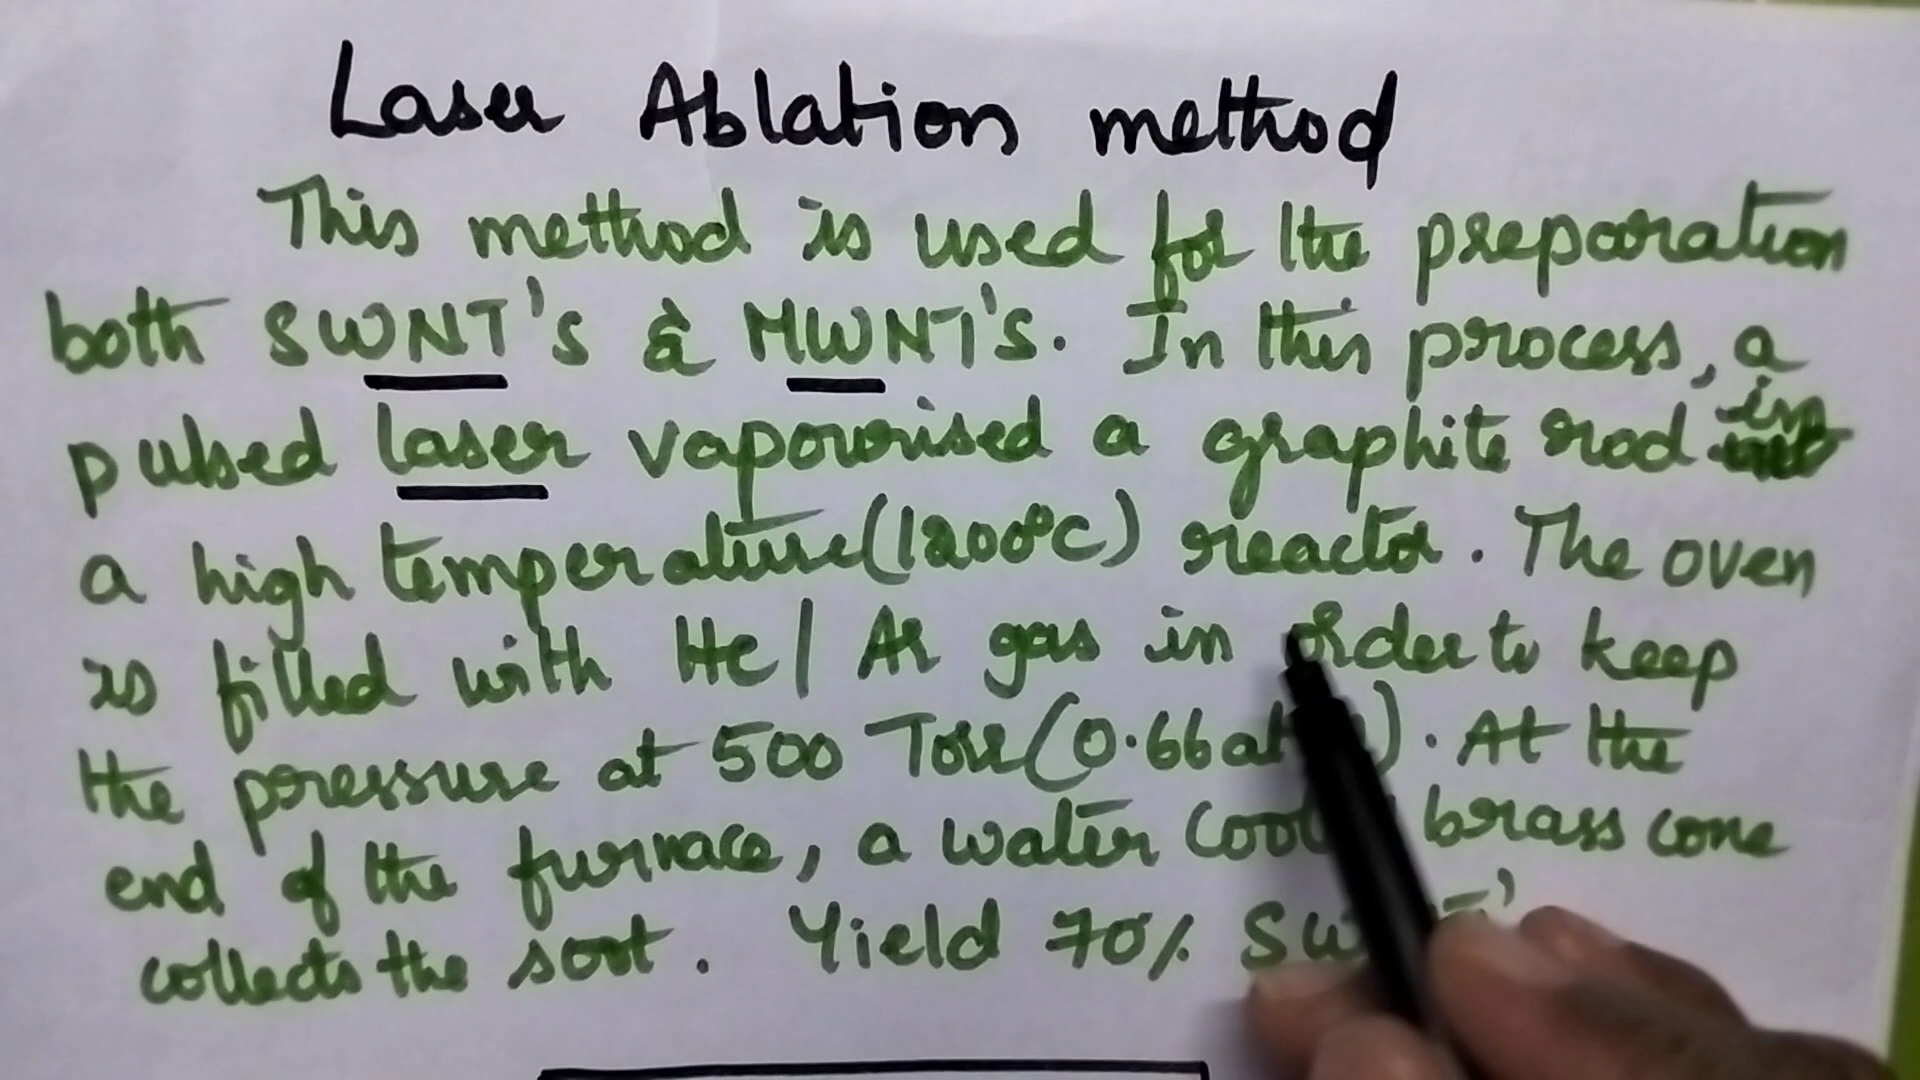 Laser Ablation method
This method is used for the preparation
both SWNT's & MWNT's. In this process, a
pulsed laser vaporised a graphite rod in
a high temperature (1200°C) reactor. The oven
is filled with He/Ar gas in order to keep
the pressure at 500 Torr (0.66 at). At the
end of the furnace, a water brass cone
collects the soot. Yield 70%